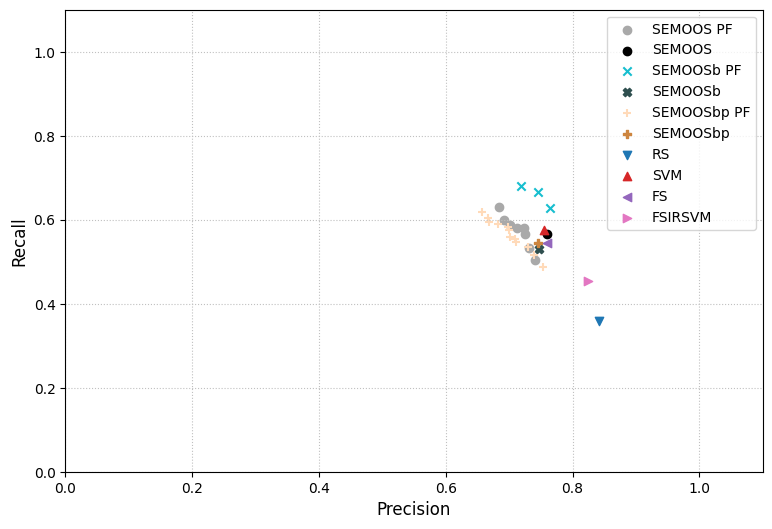 SEMOOS PF
SEMOOS
SEMOOSb PF
SEMOOSb
SEMOOSbp PF
SEMOOSbp
RS
SVM
FS
FSIRSVM
Recall
1.0
0.8
0.6
0.4
0.2
0.0
0.0 0.2 0.4 0.6 0.8 1.0
Precision